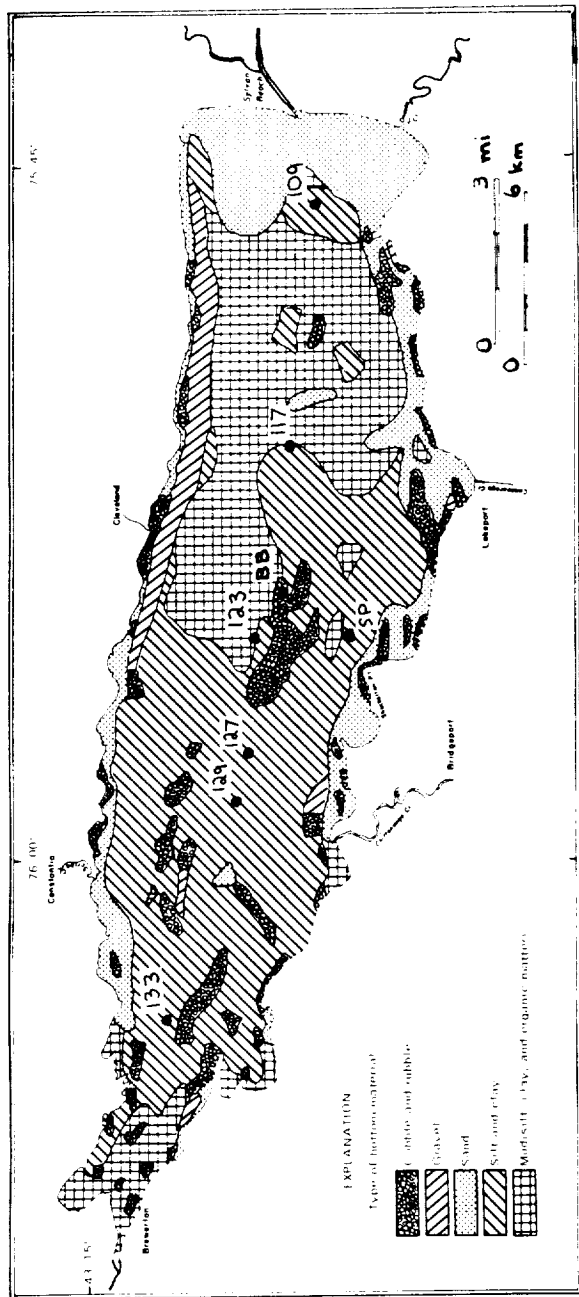 Sylvan
Beach
75 45'
109
3 mi
0
6 km
0
117
Cleveland
Lakeport
BB
123
SP
127
129
Bridgeport
76 00'
Constantia
133
EXPLANATION
Type of bottom material
Cobble and rubble
Gravel
Sand
Silt and clay
Mud (silt, clay, and organic matter)
Brewerton
43 15'